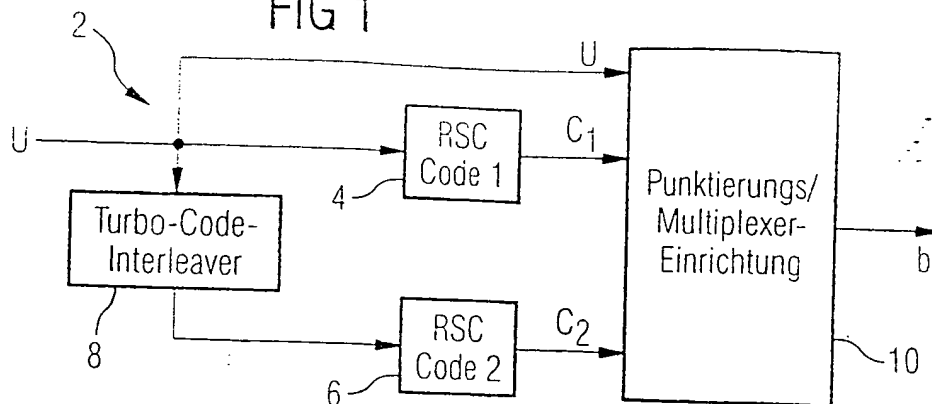 FIG 1
2
U
U
RSC
Code 1
C1
4
Turbo-Code-
Interleaver
8
RSC
Code 2
C2
6
Punktierungs/
Multiplexer-
Einrichtung
b
10